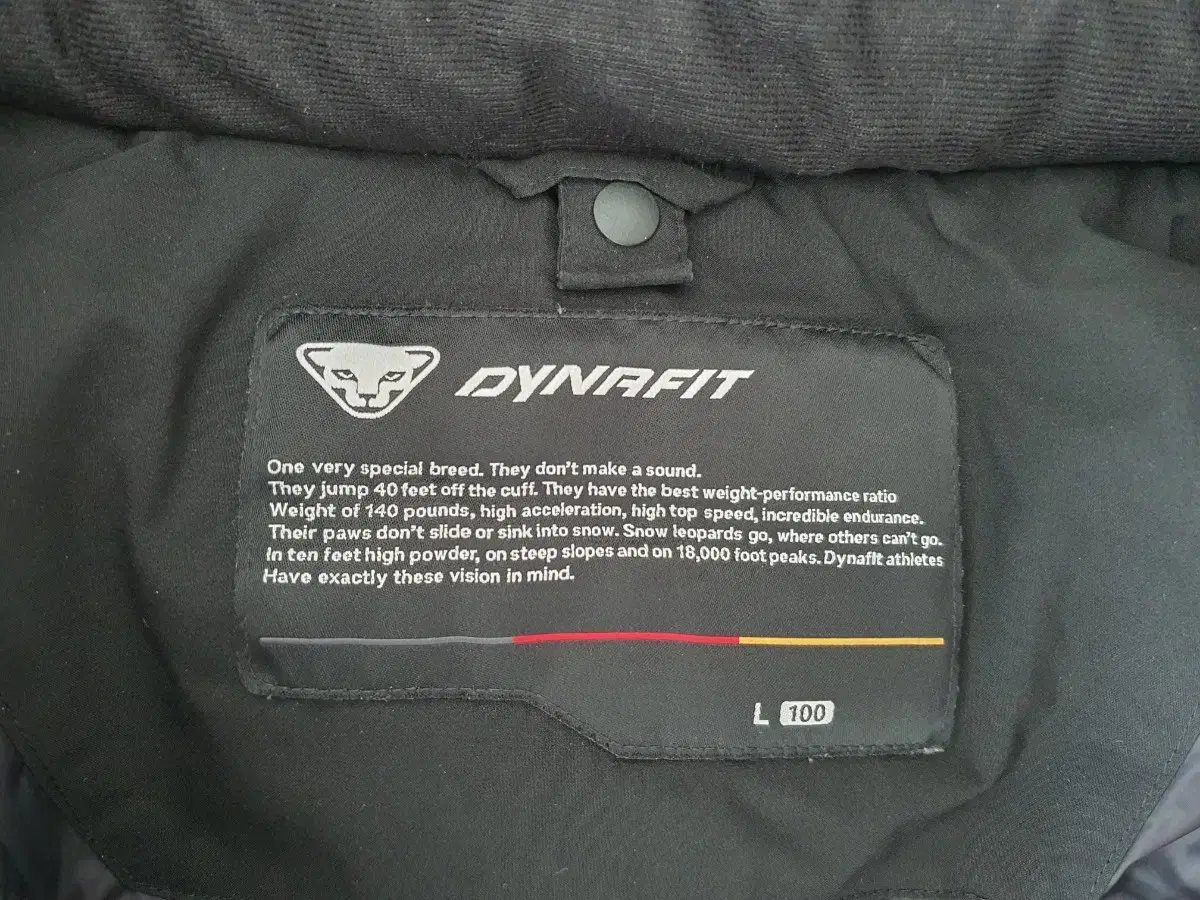 DYNAFIT
One very special breed. They don't make a sound.
They jump 40 feet off the cuff. They have the best weight-performance ratio
Weight of 140 pounds, high acceleration, high top speed, incredible endurance.
Their paws don't slide or sink into snow. Snow leopards go, where others can't go.
In ten feet high powder, on steep slopes and on 18,000 foot peaks. Dynafit athletes
Have exactly these vision in mind.
L 100